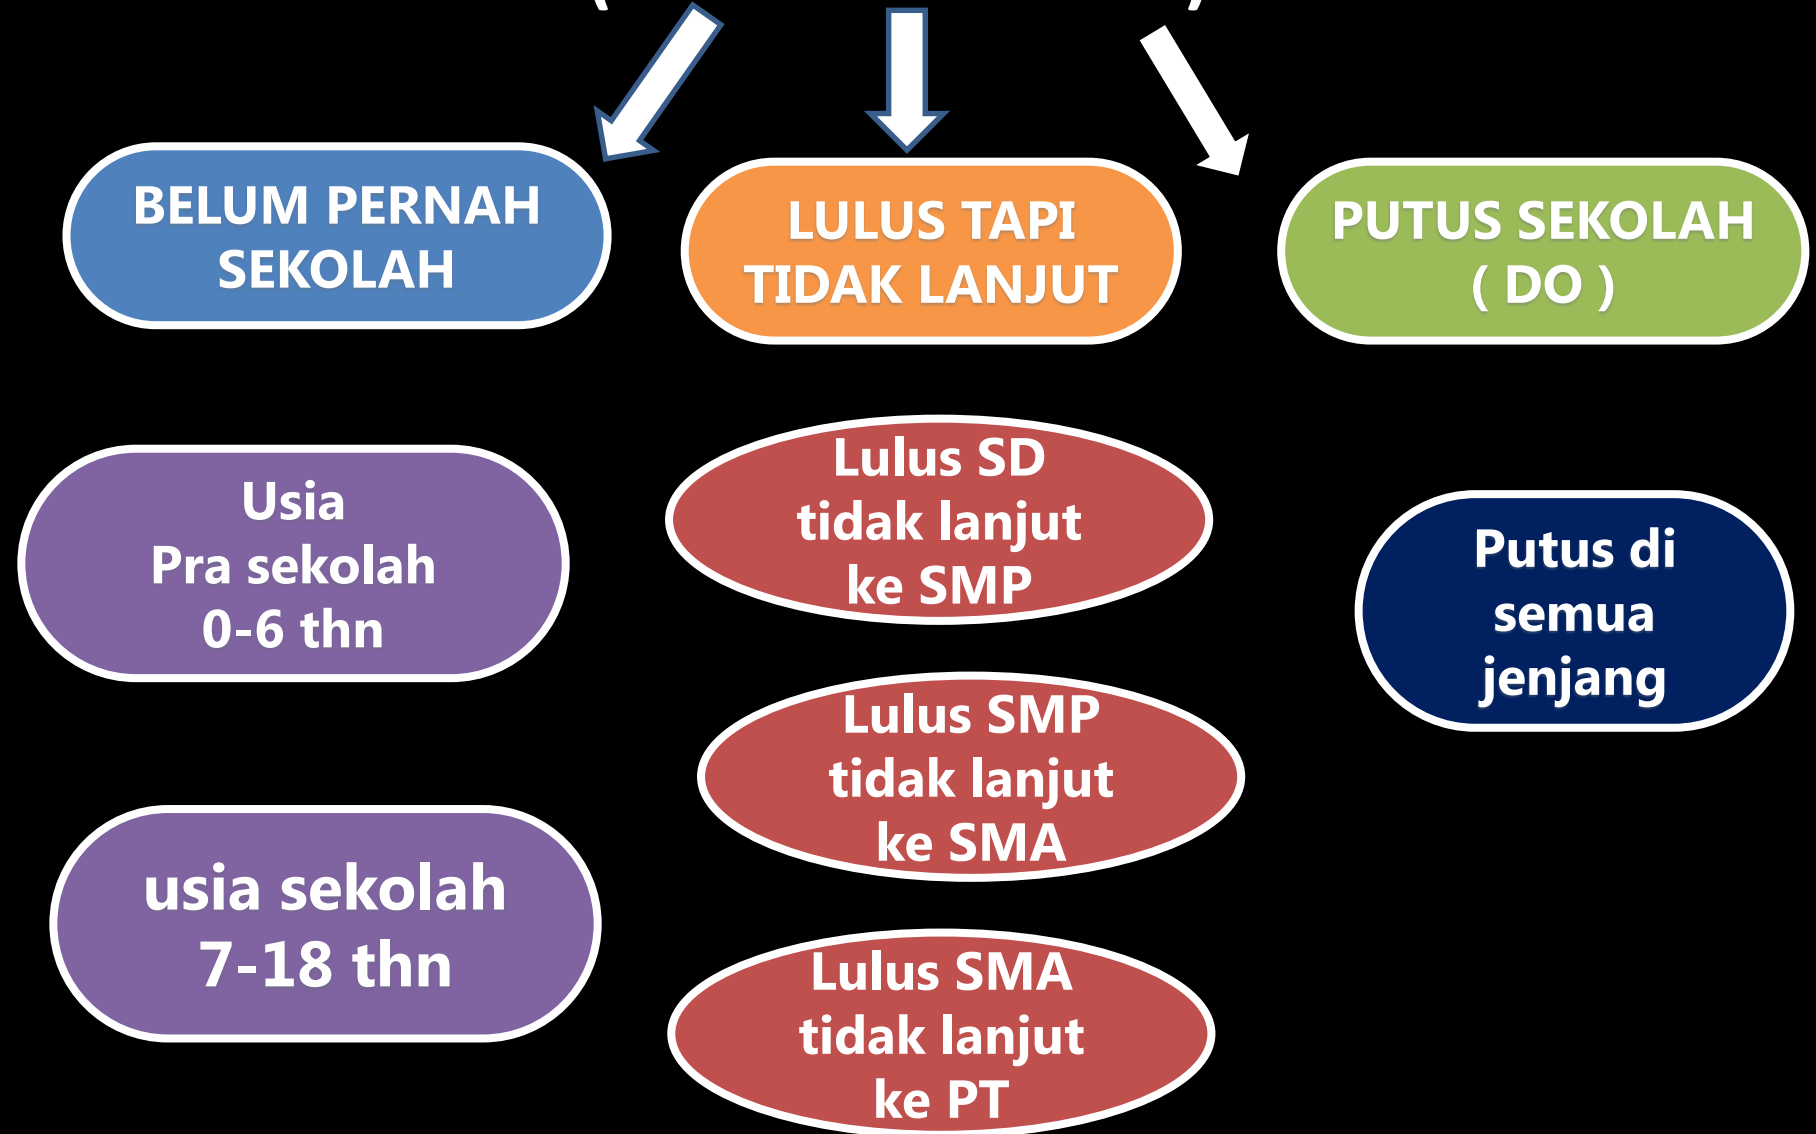 BELUM PERNAH
SEKOLAH
LULUS TAPI
TIDAK LANJUT
PUTUS SEKOLAH
( DO )
Usia
Pra sekolah
0-6 thn
usia sekolah
7-18 thn
Lulus SD
tidak lanjut
ke SMP
Lulus SMP
tidak lanjut
ke SMA
Lulus SMA
tidak lanjut
ke PT
Putus di
semua
jenjang